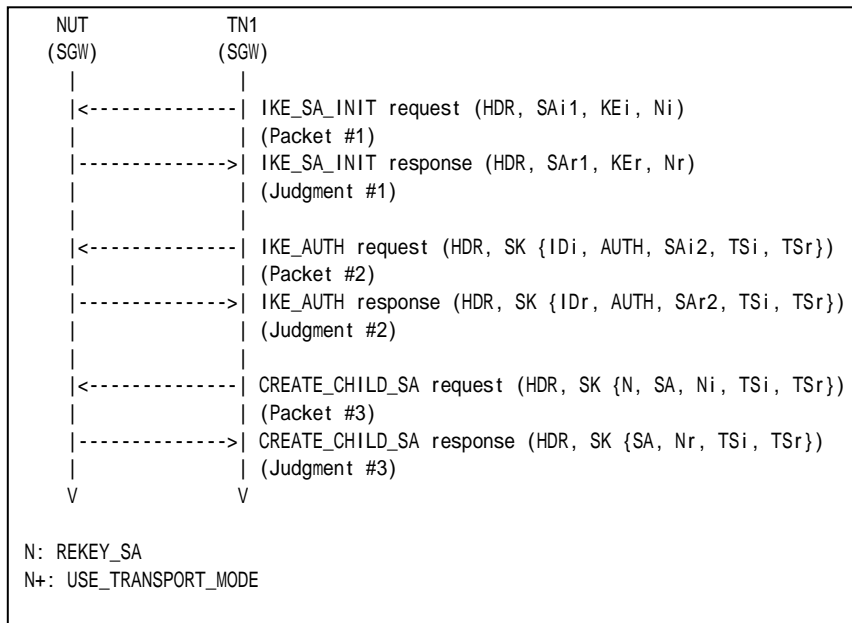 NUT TN1
(SGW) (SGW)
| |
|<--------------| IKE_SA_INIT request (HDR, SAi1, KEi, Ni)
| | (Packet #1)
|-------------->| IKE_SA_INIT response (HDR, SAr1, KEr, Nr)
| | (Judgment #1)
| |
|<--------------| IKE_AUTH request (HDR, SK {IDi, AUTH, SAi2, TSi, TSr})
| | (Packet #2)
|-------------->| IKE_AUTH response (HDR, SK {IDr, AUTH, SAr2, TSi, TSr})
| | (Judgment #2)
| |
|<--------------| CREATE_CHILD_SA request (HDR, SK {N, SA, Ni, TSi, TSr})
| | (Packet #3)
|-------------->| CREATE_CHILD_SA response (HDR, SK {SA, Nr, TSi, TSr})
| | (Judgment #3)
V V
N: REKEY_SA
N+: USE_TRANSPORT_MODE